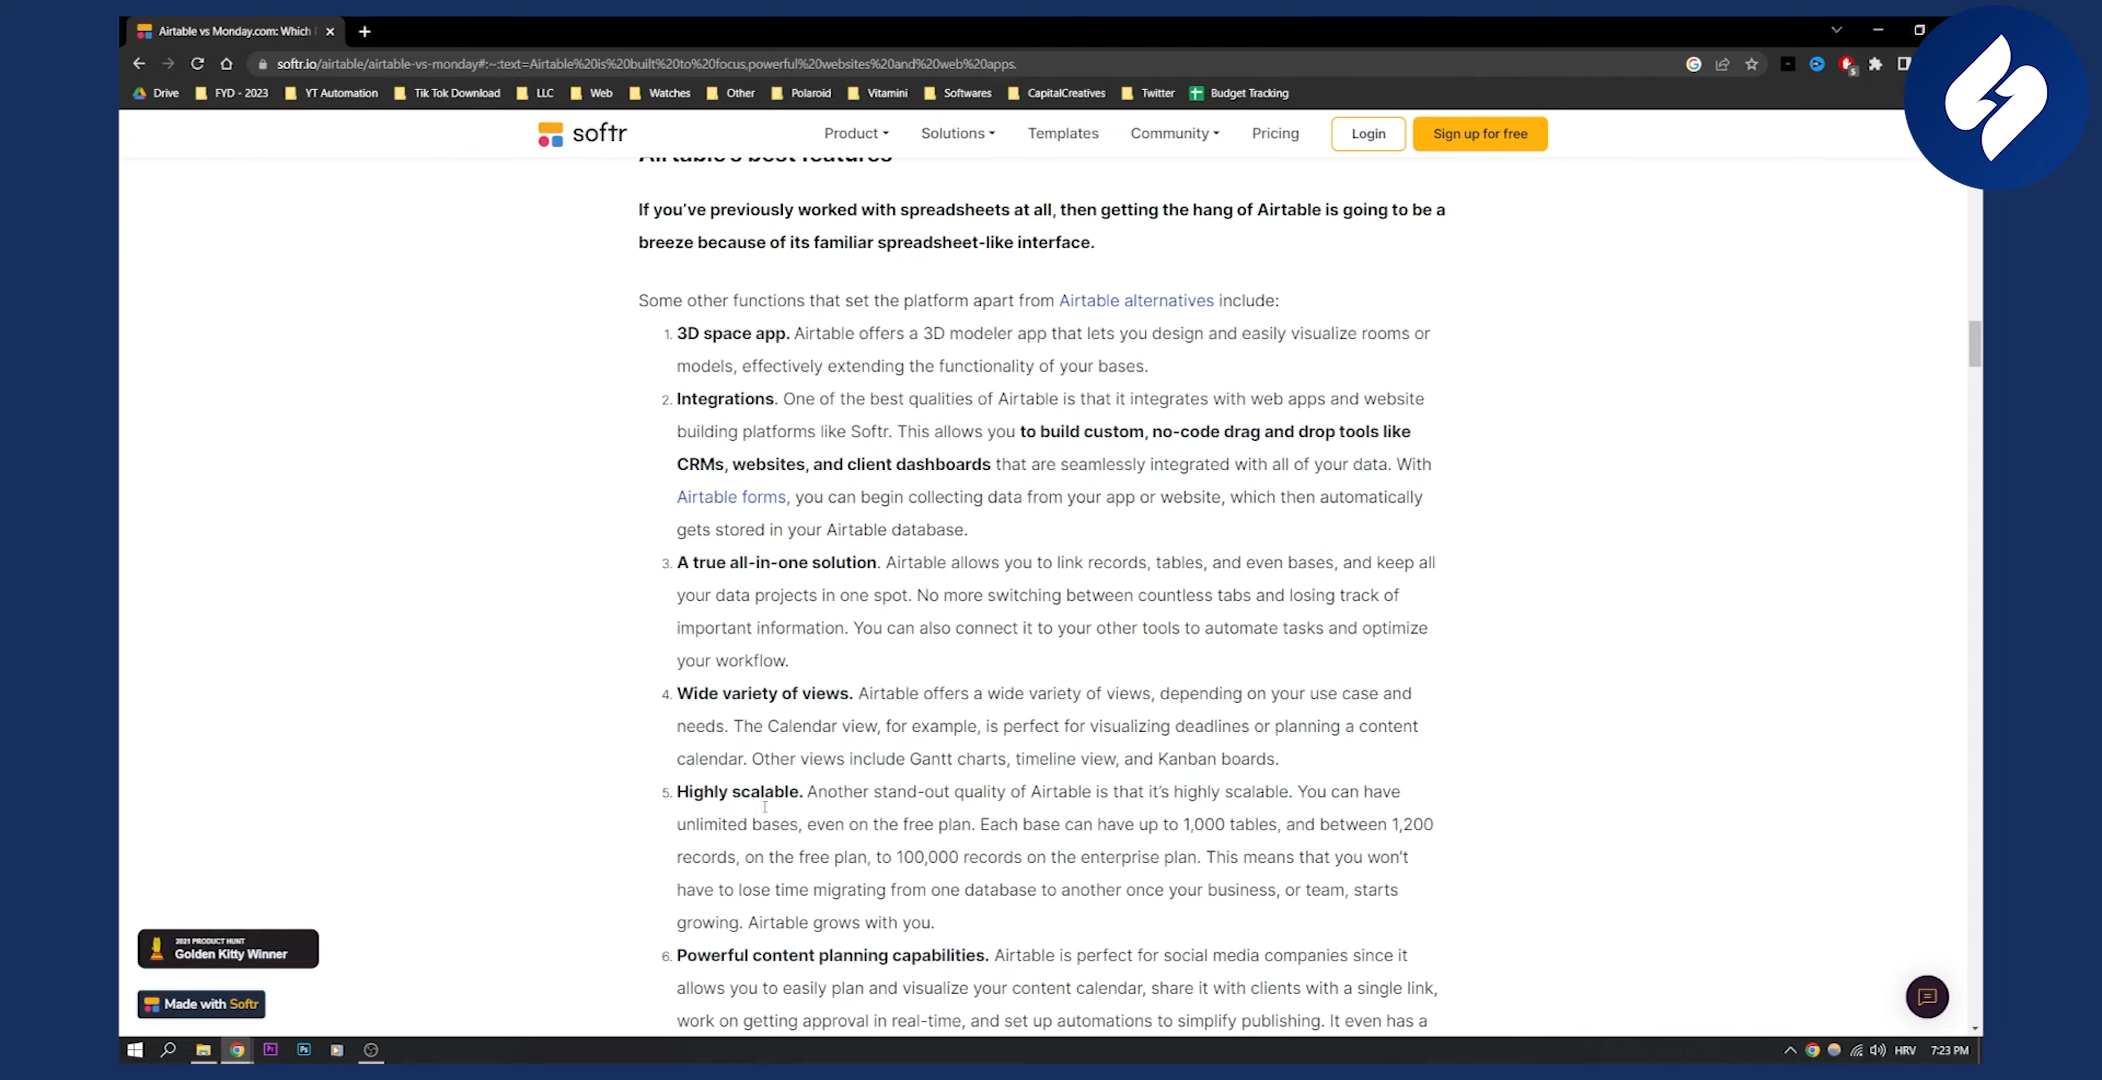 Airtable vs Monday.com: Which
softr.io/airtable/airtable-vs-monday#:~:text=Airtable%20is%20built%20to%20focus,powerful%20websites%20and%20web%20apps.
Drive FYD - 2023 YT Automation Tik Tok Download LLC Web Watches Other Polaroid Vitamini Softwares CapitalCreatives Twitter Budget Tracking
softr Product Solutions Templates Community Pricing Login Sign up for free
Airtable's best features
If you've previously worked with spreadsheets at all, then getting the hang of Airtable is going to be a
breeze because of its familiar spreadsheet-like interface.
Some other functions that set the platform apart from Airtable alternatives include:
1. 3D space app. Airtable offers a 3D modeler app that lets you design and easily visualize rooms or
models, effectively extending the functionality of your bases.
2. Integrations. One of the best qualities of Airtable is that it integrates with web apps and website
building platforms like Softr. This allows you to build custom, no-code drag and drop tools like
CRMs, websites, and client dashboards that are seamlessly integrated with all of your data. With
Airtable forms, you can begin collecting data from your app or website, which then automatically
gets stored in your Airtable database.
3. A true all-in-one solution. Airtable allows you to link records, tables, and even bases, and keep all
your data projects in one spot. No more switching between countless tabs and losing track of
important information. You can also connect it to your other tools to automate tasks and optimize
your workflow.
4. Wide variety of views. Airtable offers a wide variety of views, depending on your use case and
needs. The Calendar view, for example, is perfect for visualizing deadlines or planning a content
calendar. Other views include Gantt charts, timeline view, and Kanban boards.
5. Highly scalable. Another stand-out quality of Airtable is that it's highly scalable. You can have
unlimited bases, even on the free plan. Each base can have up to 1,000 tables, and between 1,200
records, on the free plan, to 100,000 records on the enterprise plan. This means that you won't
have to lose time migrating from one database to another once your business, or team, starts
growing. Airtable grows with you.
6. Powerful content planning capabilities. Airtable is perfect for social media companies since it
allows you to easily plan and visualize your content calendar, share it with clients with a single link,
work on getting approval in real-time, and set up automations to simplify publishing. It even has a
2021 PRODUCT HUNT
Golden Kitty Winner
Made with Softr
HRV 7:23 PM